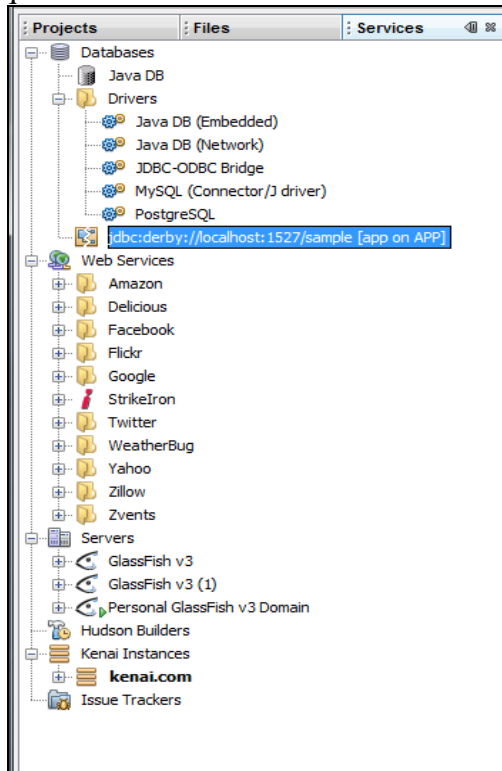 Projects Files Services
Databases
Java DB
Drivers
Java DB (Embedded)
Java DB (Network)
JDBC-ODBC Bridge
MySQL (Connector/J driver)
PostgreSQL
jdbc:derby://localhost:1527/sample [app on APP]
Web Services
Amazon
Delicious
Facebook
Flickr
Google
StrikeIron
Twitter
WeatherBug
Yahoo
Zillow
Zvents
Servers
GlassFish v3
GlassFish v3 (1)
Personal GlassFish v3 Domain
Hudson Builders
Kenai Instances
kenai.com
Issue Trackers